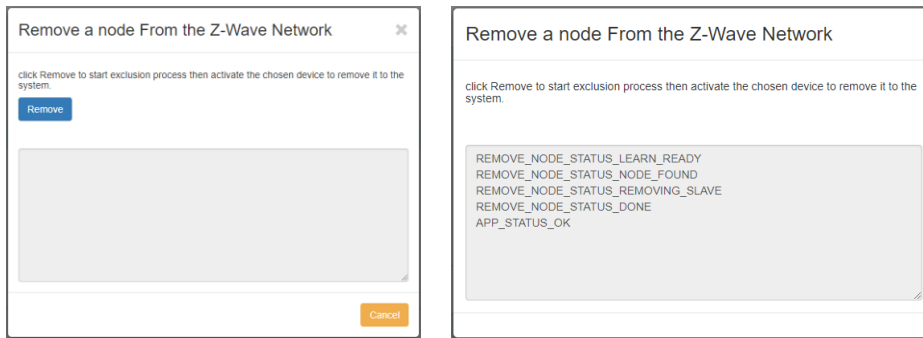 Remove a node From the Z-Wave Network
click Remove to start exclusion process then activate the chosen device to remove it to the
system.
Remove
Cancel
Remove a node From the Z-Wave Network
click Remove to start exclusion process then activate the chosen device to remove it to the
system.
REMOVE_NODE_STATUS_LEARN_READY
REMOVE_NODE_STATUS_NODE_FOUND
REMOVE_NODE_STATUS_REMOVING_SLAVE
REMOVE_NODE_STATUS_DONE
APP_STATUS_OK